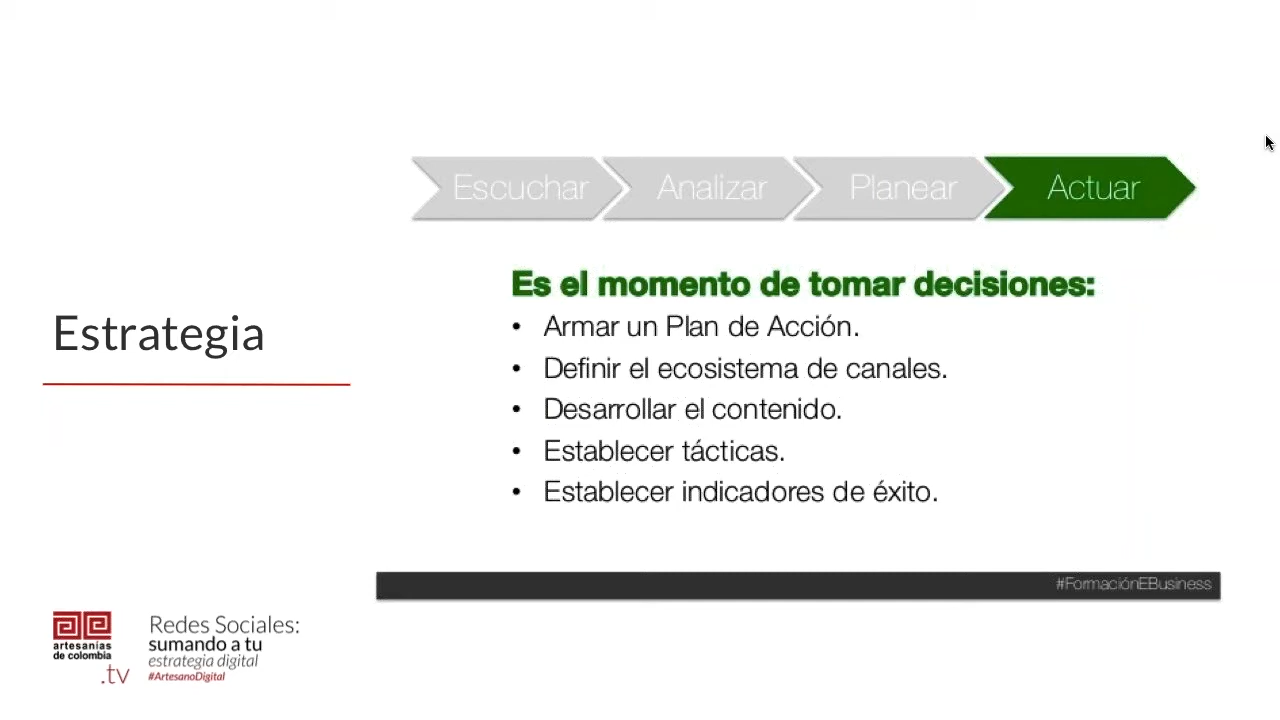 Escuchar
Analizar
Planear
Actuar
Es el momento de tomar decisiones:
• Armar un Plan de Acción.
• Definir el ecosistema de canales.
• Desarrollar el contenido.
• Establecer tácticas.
• Establecer indicadores de éxito.
Estrategia
#FormaciónEBusiness
artesanías
de colombia
.tv
Redes Sociales:
sumando a tu
estrategia digital
#ArtesanoDigital